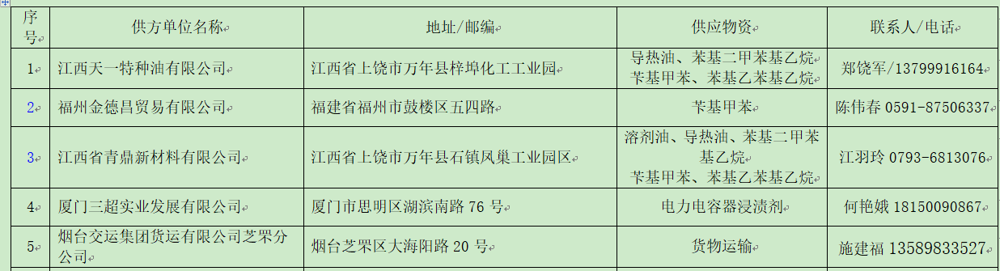 序号 供方单位名称 地址/邮编 供应物资 联系人/电话
1 江西天一特种油有限公司 江西省上饶市万年县梓埠化工工业园 导热油、苯基二甲苯基乙烷
苄基甲苯、苯基乙苯基乙烷 郑饶军/13799916164
2 福州金德昌贸易有限公司 福建省福州市鼓楼区五四路 苄基甲苯 陈伟春 0591-87506337
3 江西省青鼎新材料有限公司 江西省上饶市万年县石镇凤巢工业园区 溶剂油、导热油、苯基二甲苯
基乙烷
苄基甲苯、苯基乙苯基乙烷 江羽玲 0793-6813076
4 厦门三超实业发展有限公司 厦门市思明区湖滨南路 76 号 电力电容器浸渍剂 何艳娥 18150090867
5 烟台交运集团货运有限公司芝罘分
公司 烟台芝罘区大海阳路 20 号 货物运输 施建福 13589833527